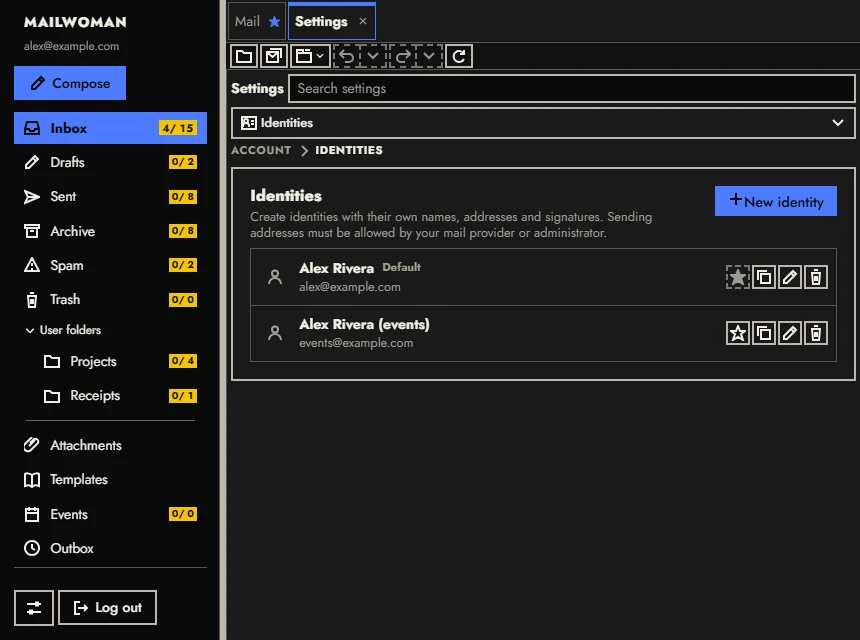 MAILWOMAN
alex@example.com
Compose
Inbox 4/ 15
Drafts 0/ 2
Sent 0/ 8
Archive 0/ 8
Spam 0/ 2
Trash 0/ 0
User folders
Projects 0/ 4
Receipts 0/ 1
Attachments
Templates
Events 0/ 0
Outbox
Log out
Mail Settings ×
Settings Search settings
Identities
ACCOUNT IDENTITIES
Identities
New identity
Create identities with their own names, addresses and signatures. Sending
addresses must be allowed by your mail provider or administrator.
Alex Rivera Default
alex@example.com
Alex Rivera (events)
events@example.com